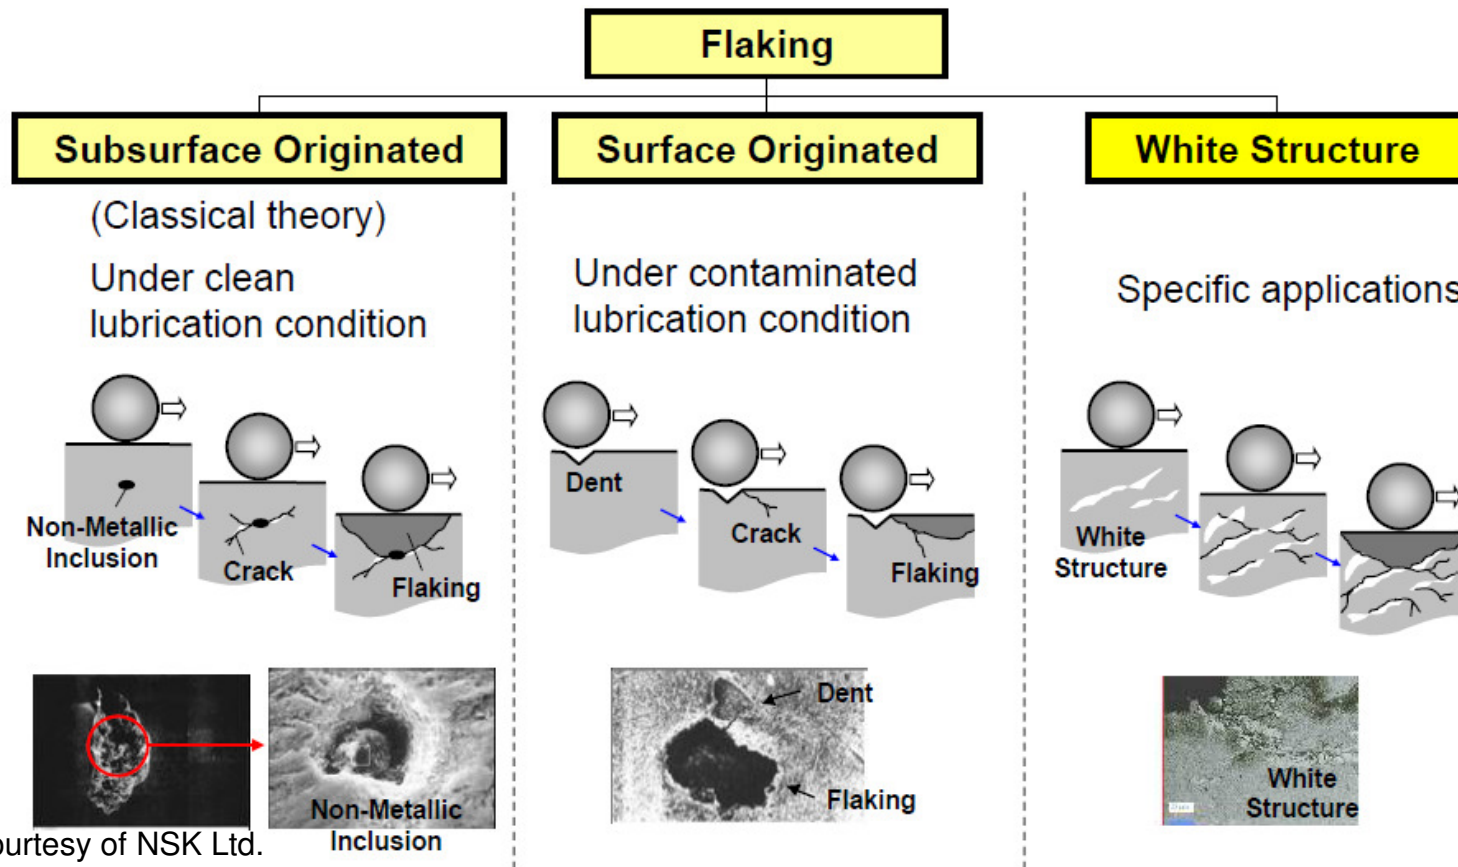 Flaking
Subsurface Originated
(Classical theory)
Under clean
lubrication condition
Non-Metallic
Inclusion
Crack
Flaking
Non-Metallic
Inclusion
ourtesy of NSK Ltd.
Surface Originated
Under contaminated
lubrication condition
Dent
Crack
Flaking
Dent
Flaking
White Structure
Specific applications
White
Structure
White
Structure